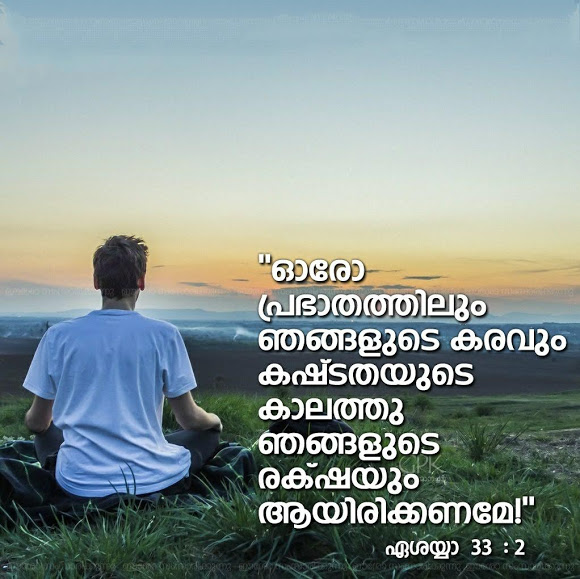 "ഓരോ
പ്രഭാതത്തിലും
ഞങ്ങളുടെ കരവും
കഷ്ടതയുടെ
കാലത്തു
ഞങ്ങളുടെ
രക്ഷയും
ആയിരിക്കണമേ!"
ഏശയ്യാ 33 : 2